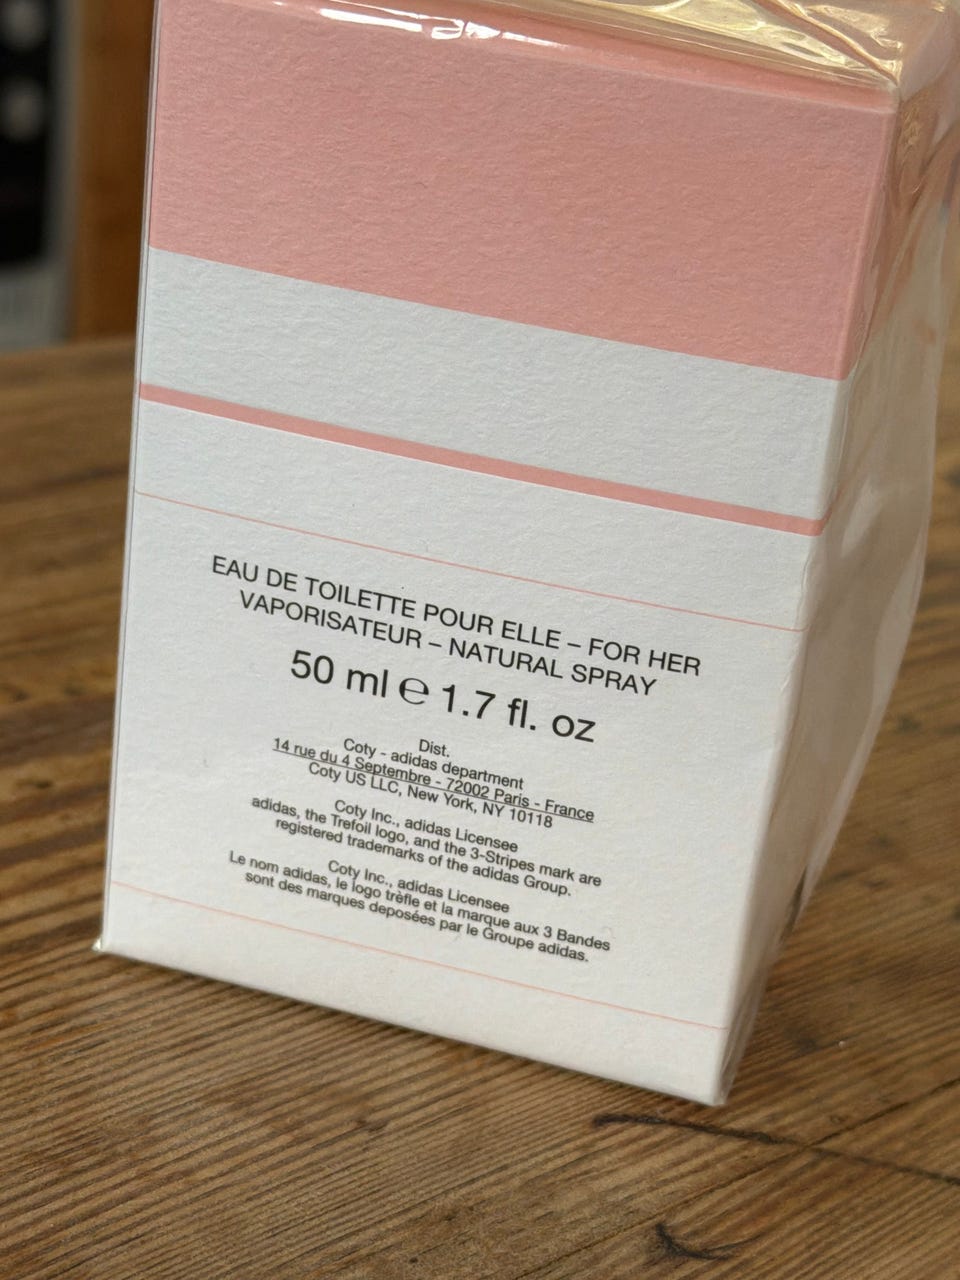 EAU DE TOILETTE POUR ELLE – FOR HER
VAPORISATEUR – NATURAL SPRAY
50 ml ℮ 1.7 fl. oz
Dist.
Coty - adidas department
14 rue du 4 Septembre - 72002 Paris - France
Coty US LLC, New York, NY 10118
Coty Inc., adidas Licensee
adidas, the Trefoil logo, and the 3-Stripes mark are
registered trademarks of the adidas Group.
Coty Inc., adidas Licensee
Le nom adidas, le logo trèfle et la marque aux 3 Bandes
sont des marques deposées par le Groupe adidas.